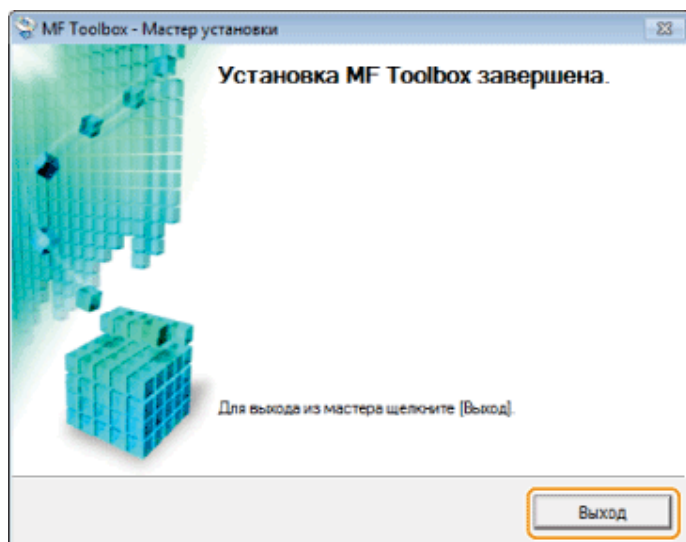 MF Toolbox - Мастер установки
Установка MF Toolbox завершена.
Для выхода из мастера щелкните [Выход].
Выход